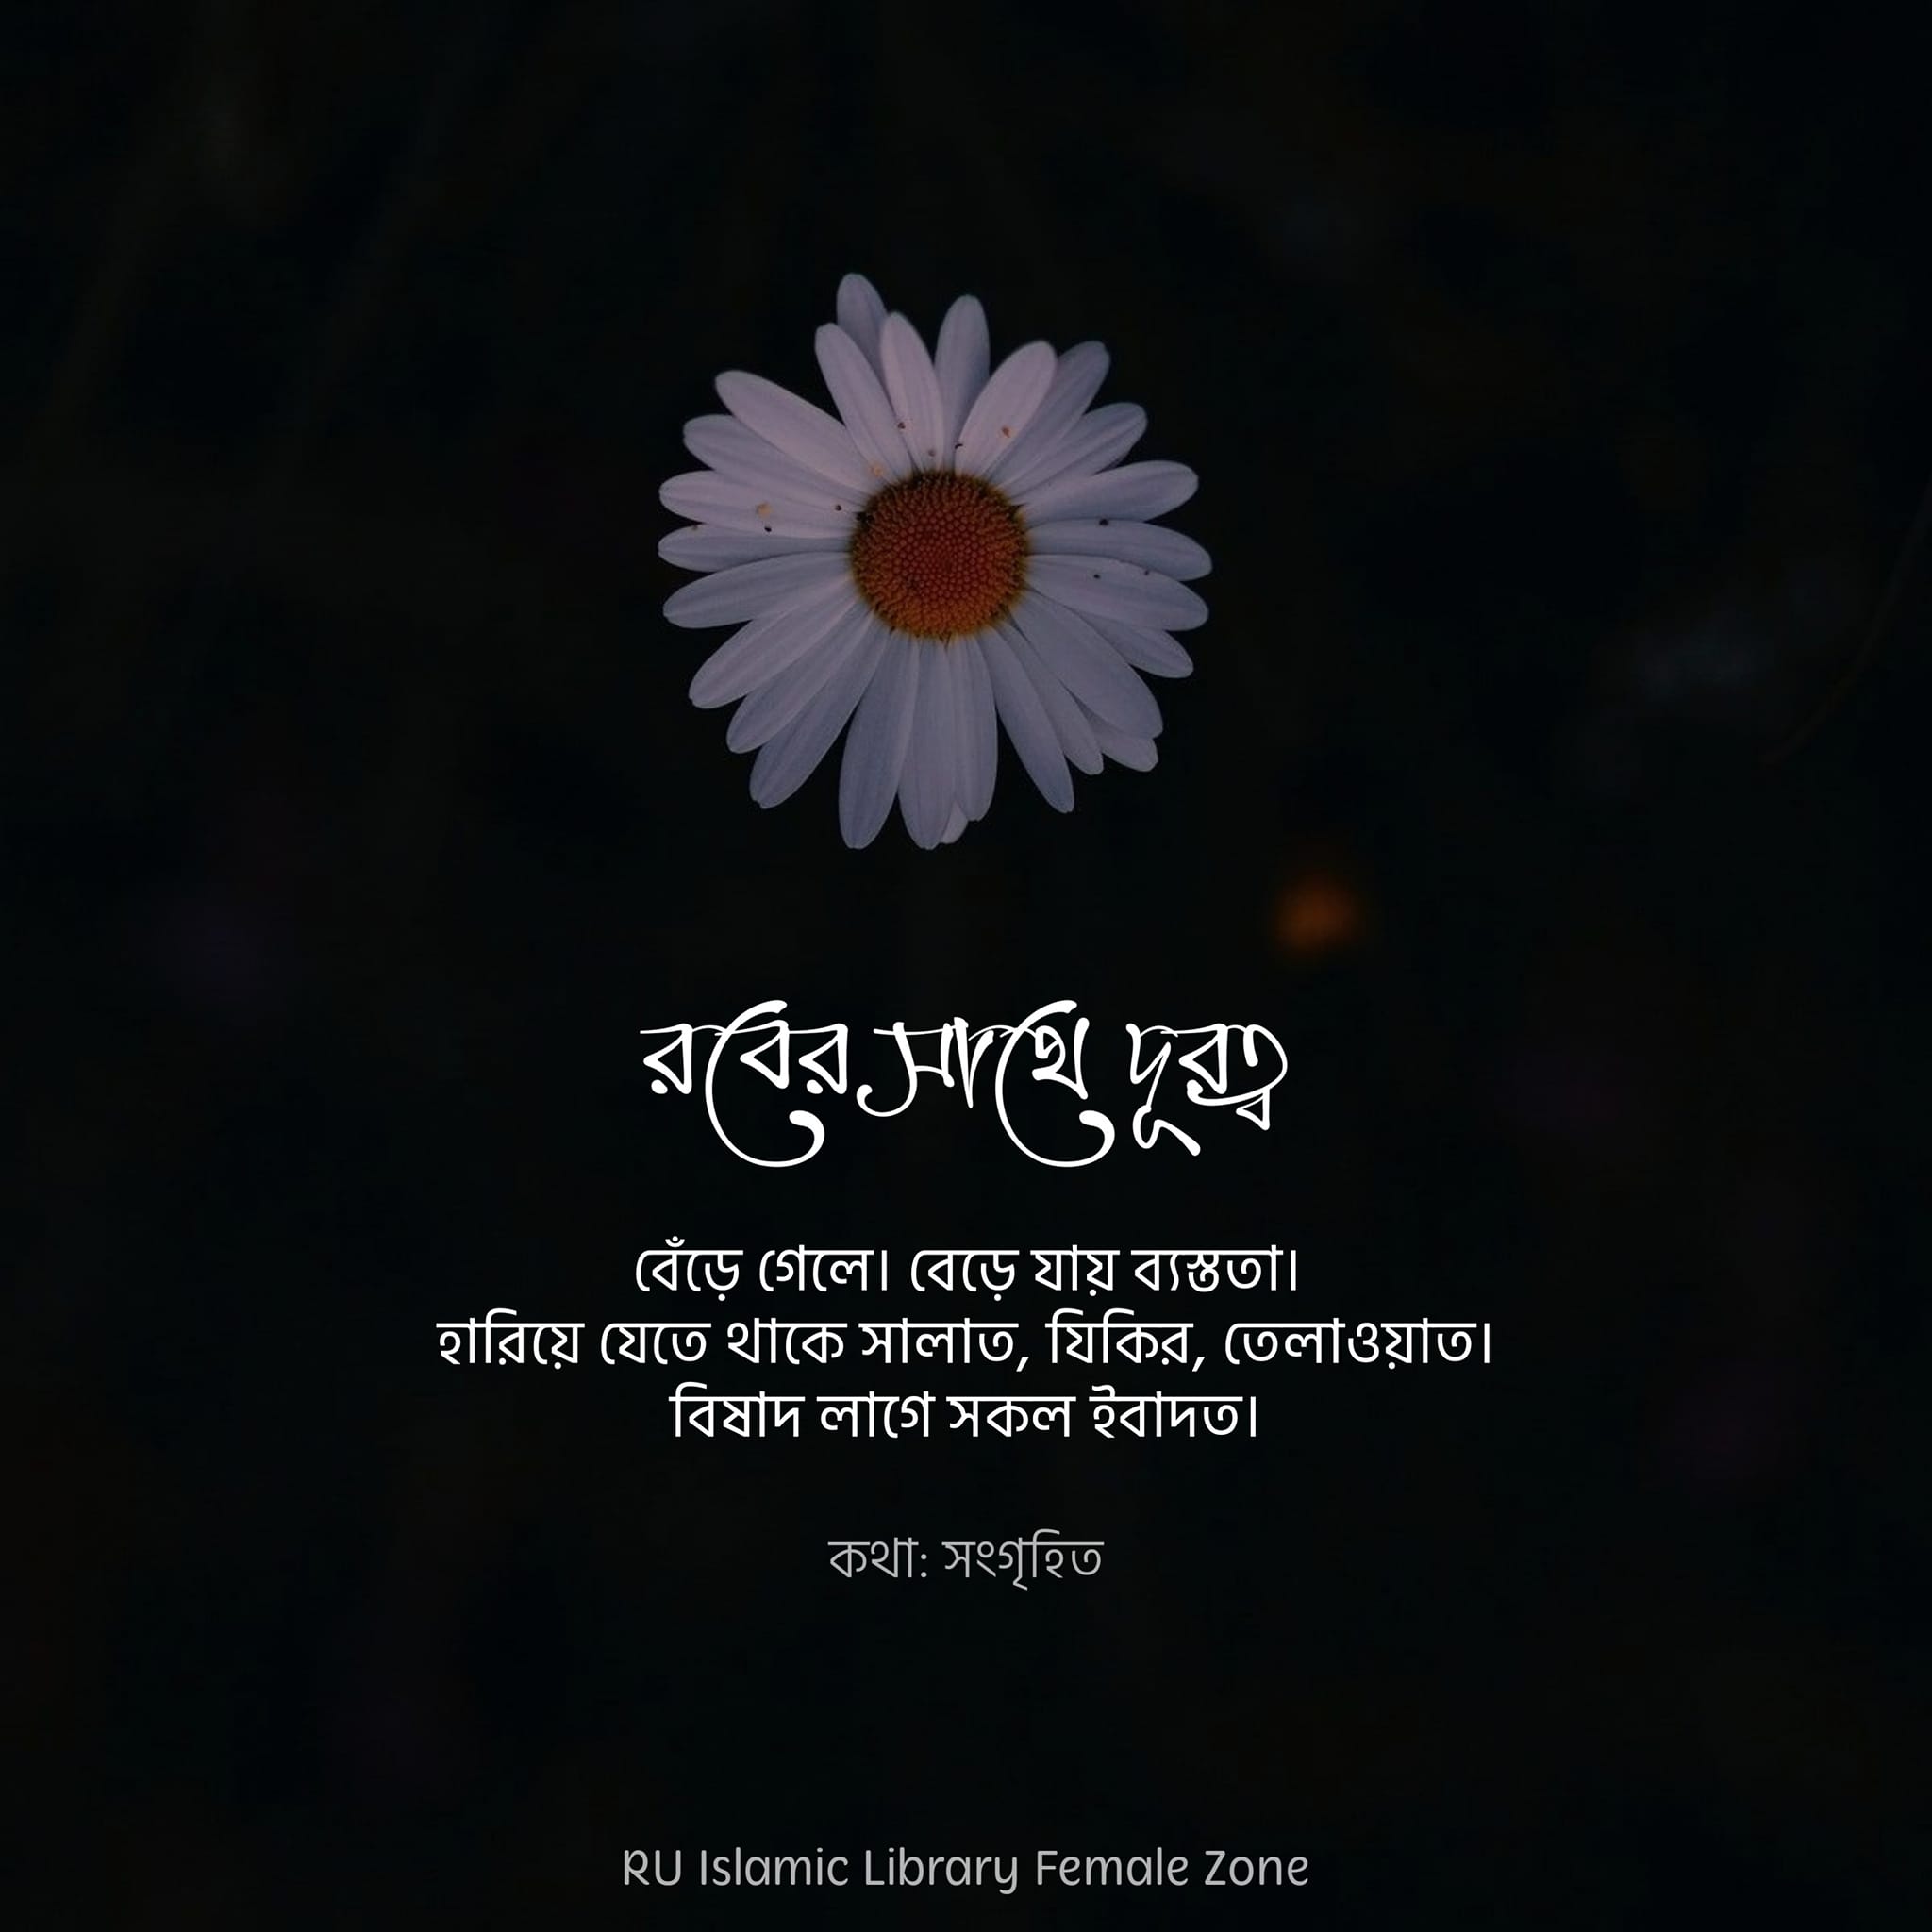 রবের সাথে দূরত্ব
বেঁড়ে গেলে। বেড়ে যায় ব্যস্ততা।
হারিয়ে যেতে থাকে সালাত, যিকির, তেলাওয়াত।
বিষাদ লাগে সকল ইবাদত।
কথা: সংগৃহিত
RU Islamic Library Female Zone